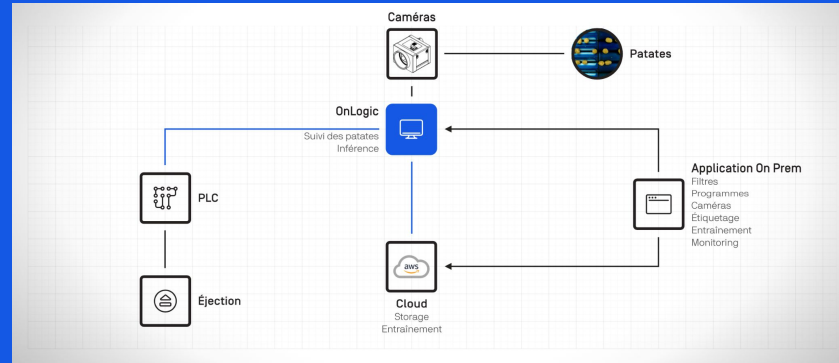 Caméras
Patates
OnLogic
Suivi des patates
Inférence
PLC
Application On Prem
Filtres
Programmes
Caméras
Étiquetage
Entraînement
Monitoring
aws
Éjection
Cloud
Storage
Entraînement